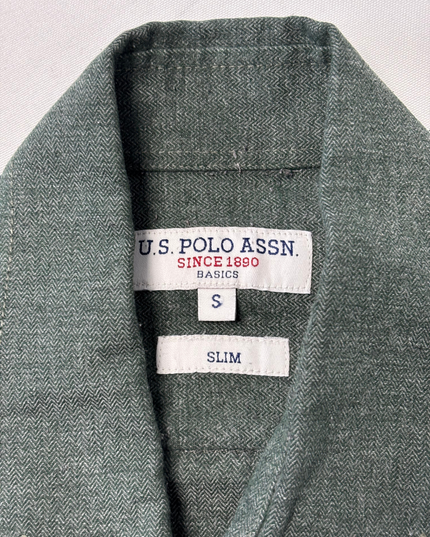 U.S. POLO ASSN.
SINCE 1890
BASICS
S
SLIM